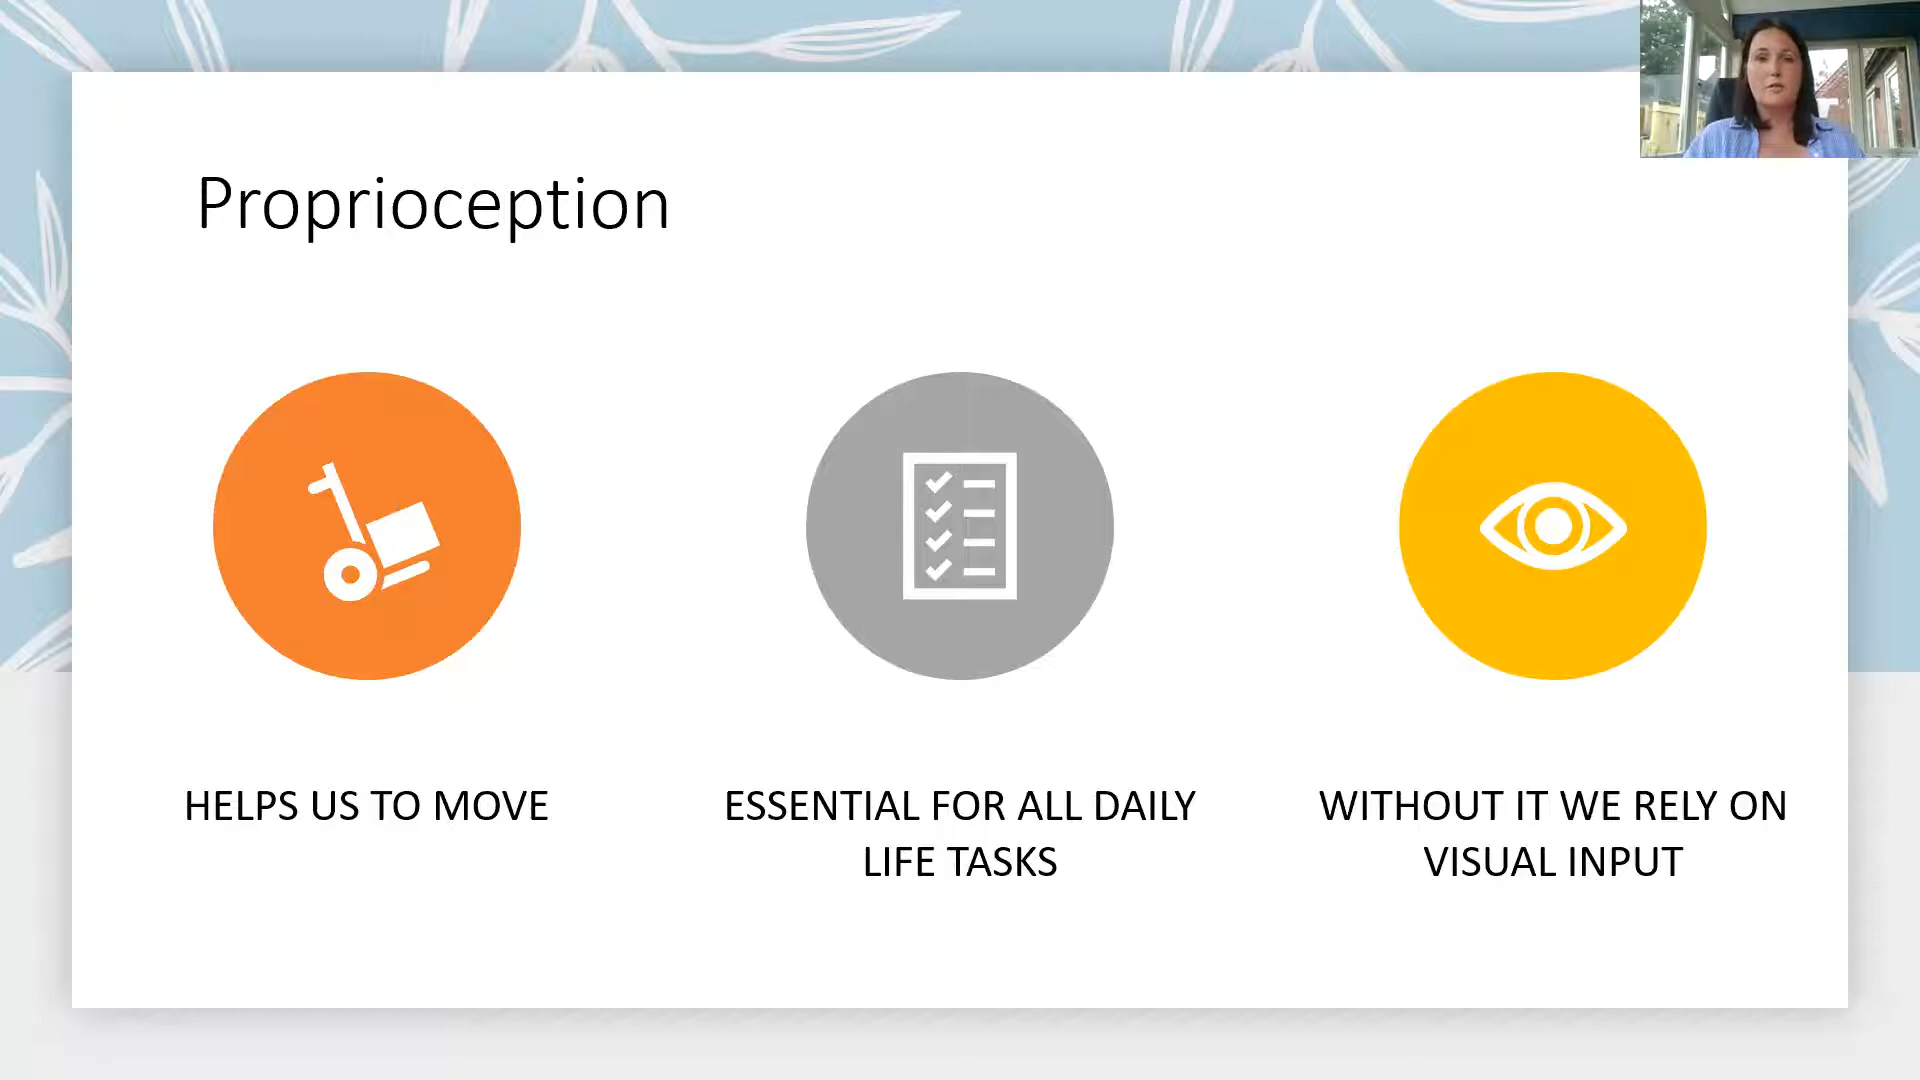 Proprioception
HELPS US TO MOVE
ESSENTIAL FOR ALL DAILY
LIFE TASKS
WITHOUT IT WE RELY ON
VISUAL INPUT